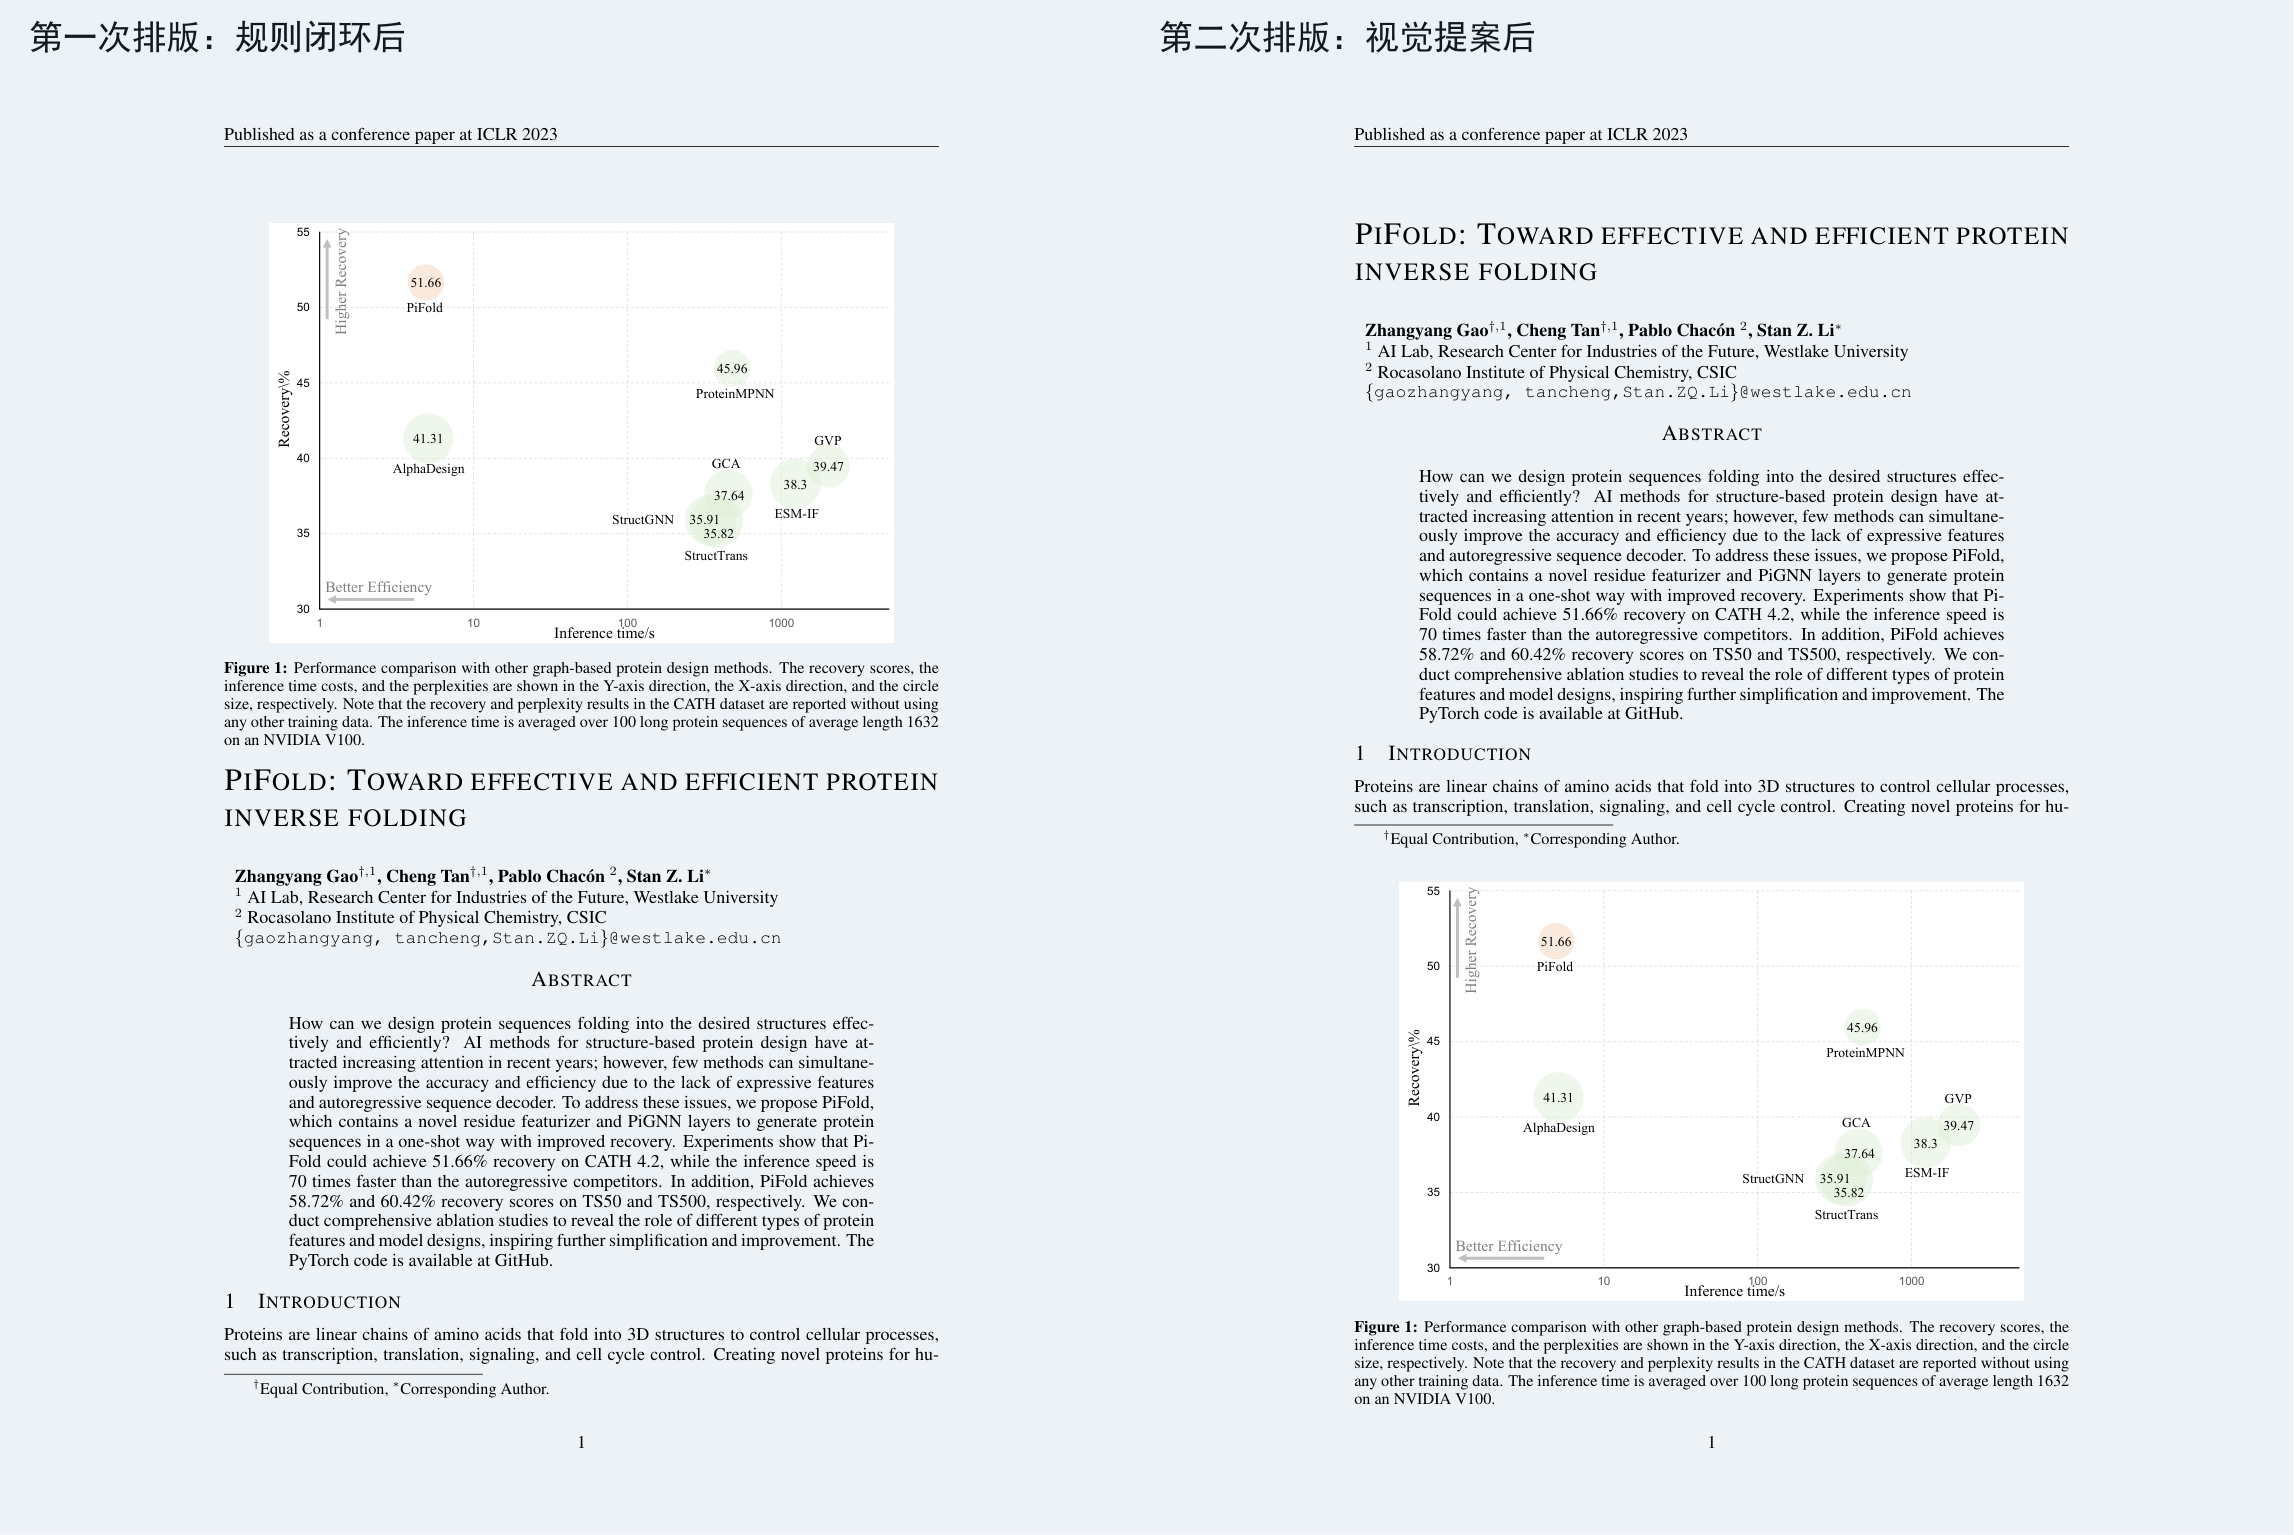 第一次排版：规则闭环后
Published as a conference paper at ICLR 2023
55
Higher Recovery
51.66
50
PiFold
45.96
45
ProteinMPNN
Recovery\%
41.31
GVP
40
GCA
39.47
AlphaDesign
38.3
37.64
ESM-IF
StructGNN
35.91
35
35.82
StructTrans
Better Efficiency
30
1
10
100
1000
Inference time/s
Figure 1: Performance comparison with other graph-based protein design methods. The recovery scores, the
inference time costs, and the perplexities are shown in the Y-axis direction, the X-axis direction, and the circle
size, respectively. Note that the recovery and perplexity results in the CATH dataset are reported without using
any other training data. The inference time is averaged over 100 long protein sequences of average length 1632
on an NVIDIA V100.
PIFOLD: TOWARD EFFECTIVE AND EFFICIENT PROTEIN
INVERSE FOLDING
Zhangyang Gao†,1, Cheng Tan†,1, Pablo Chacón 2, Stan Z. Li*
1 AI Lab, Research Center for Industries of the Future, Westlake University
2 Rocasolano Institute of Physical Chemistry, CSIC
{gaozhangyang, tancheng,Stan.ZQ.Li}@westlake.edu.cn
ABSTRACT
How can we design protein sequences folding into the desired structures effec-
tively and efficiently? AI methods for structure-based protein design have at-
tracted increasing attention in recent years; however, few methods can simultane-
ously improve the accuracy and efficiency due to the lack of expressive features
and autoregressive sequence decoder. To address these issues, we propose PiFold,
which contains a novel residue featurizer and PiGNN layers to generate protein
sequences in a one-shot way with improved recovery. Experiments show that Pi-
Fold could achieve 51.66% recovery on CATH 4.2, while the inference speed is
70 times faster than the autoregressive competitors. In addition, PiFold achieves
58.72% and 60.42% recovery scores on TS50 and TS500, respectively. We con-
duct comprehensive ablation studies to reveal the role of different types of protein
features and model designs, inspiring further simplification and improvement. The
PyTorch code is available at GitHub.
1 INTRODUCTION
Proteins are linear chains of amino acids that fold into 3D structures to control cellular processes,
such as transcription, translation, signaling, and cell cycle control. Creating novel proteins for hu-
†Equal Contribution, *Corresponding Author.
1
第二次排版：视觉提案后
Published as a conference paper at ICLR 2023
PIFOLD: TOWARD EFFECTIVE AND EFFICIENT PROTEIN
INVERSE FOLDING
Zhangyang Gao†,1, Cheng Tan†,1, Pablo Chacón 2, Stan Z. Li*
1 AI Lab, Research Center for Industries of the Future, Westlake University
2 Rocasolano Institute of Physical Chemistry, CSIC
{gaozhangyang, tancheng,Stan.ZQ.Li}@westlake.edu.cn
ABSTRACT
How can we design protein sequences folding into the desired structures effec-
tively and efficiently? AI methods for structure-based protein design have at-
tracted increasing attention in recent years; however, few methods can simultane-
ously improve the accuracy and efficiency due to the lack of expressive features
and autoregressive sequence decoder. To address these issues, we propose PiFold,
which contains a novel residue featurizer and PiGNN layers to generate protein
sequences in a one-shot way with improved recovery. Experiments show that Pi-
Fold could achieve 51.66% recovery on CATH 4.2, while the inference speed is
70 times faster than the autoregressive competitors. In addition, PiFold achieves
58.72% and 60.42% recovery scores on TS50 and TS500, respectively. We con-
duct comprehensive ablation studies to reveal the role of different types of protein
features and model designs, inspiring further simplification and improvement. The
PyTorch code is available at GitHub.
1 INTRODUCTION
Proteins are linear chains of amino acids that fold into 3D structures to control cellular processes,
such as transcription, translation, signaling, and cell cycle control. Creating novel proteins for hu-
†Equal Contribution, *Corresponding Author.
55
Higher Recovery
51.66
50
PiFold
45.96
45
ProteinMPNN
Recovery\%
41.31
GVP
40
GCA
39.47
AlphaDesign
38.3
37.64
ESM-IF
StructGNN
35.91
35
35.82
StructTrans
Better Efficiency
30
1
10
100
1000
Inference time/s
Figure 1: Performance comparison with other graph-based protein design methods. The recovery scores, the
inference time costs, and the perplexities are shown in the Y-axis direction, the X-axis direction, and the circle
size, respectively. Note that the recovery and perplexity results in the CATH dataset are reported without using
any other training data. The inference time is averaged over 100 long protein sequences of average length 1632
on an NVIDIA V100.
1